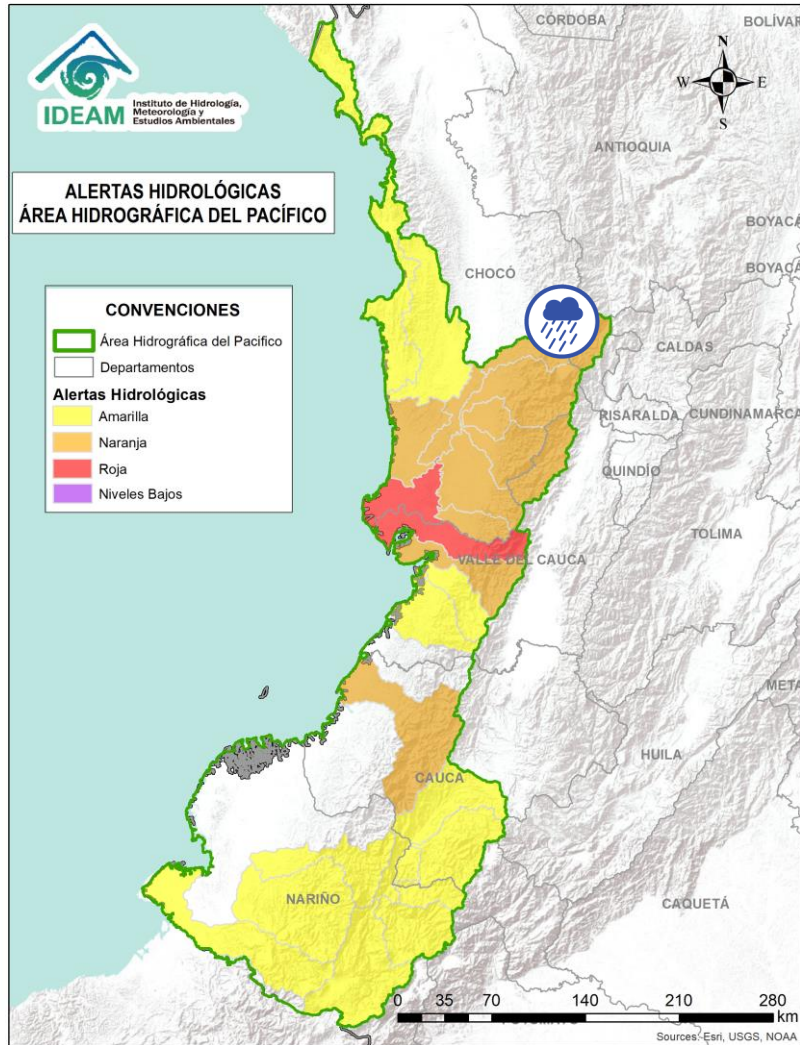 IDEAM
Instituto de Hidrología,
Meteorología y
Estudios Ambientales
ALERTAS HIDROLÓGICAS
ÁREA HIDROGRÁFICA DEL PACÍFICO
CONVENCIONES
Área Hidrográfica del Pacifico
Departamentos
Alertas Hidrológicas
Amarilla
Naranja
Roja
Niveles Bajos
N
W E
S
CÓRDOBA
BOLÍVAR
ANTIOQUIA
BOYACÁ
CHOCÓ
BOYACÁ
CALDAS
RISARALDA
CUNDINAMARCA
QUINDÍO
TOLIMA
VALLE DEL CAUCA
META
HUILA
CAUCA
NARIÑO
CAQUETÁ
0 35 70 140 210 280
km
Sources: Esri, USGS, NOAA